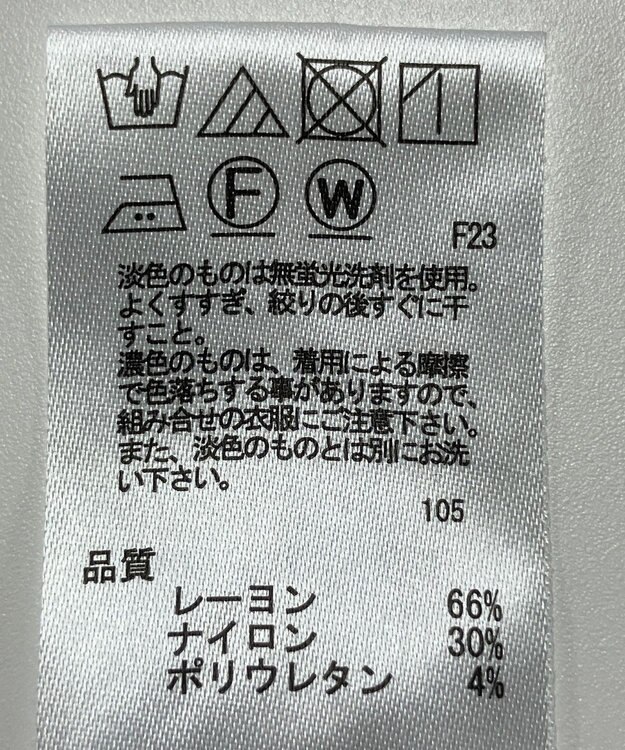 F W
F23
淡色のものは無蛍光洗剤を使用。
よくすすぎ、絞りの後すぐに干
すこと。
濃色のものは、着用による摩擦
で色落ちする事がありますので、
組み合せの衣服にご注意下さい。
また、淡色のものとは別にお洗
い下さい。
105
品質
レーヨン 66%
ナイロン 30%
ポリウレタン 4%